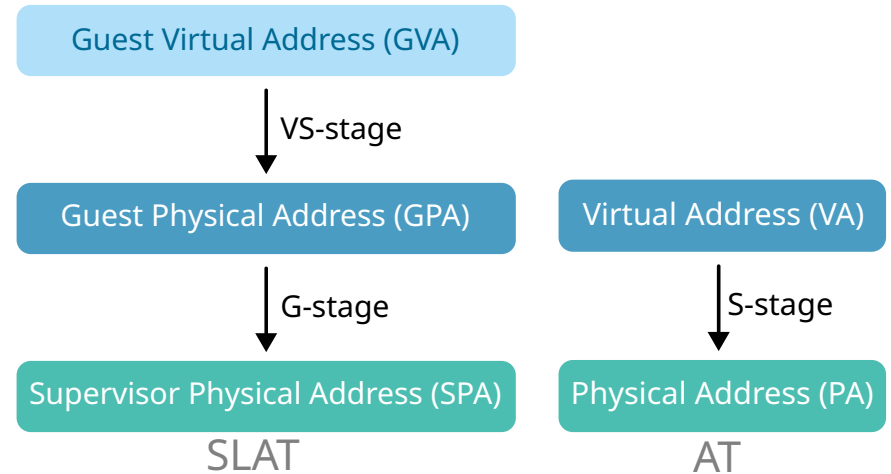 Guest Virtual Address (GVA)
VS-stage
Guest Physical Address (GPA)
G-stage
Supervisor Physical Address (SPA)
SLAT
Virtual Address (VA)
S-stage
Physical Address (PA)
AT